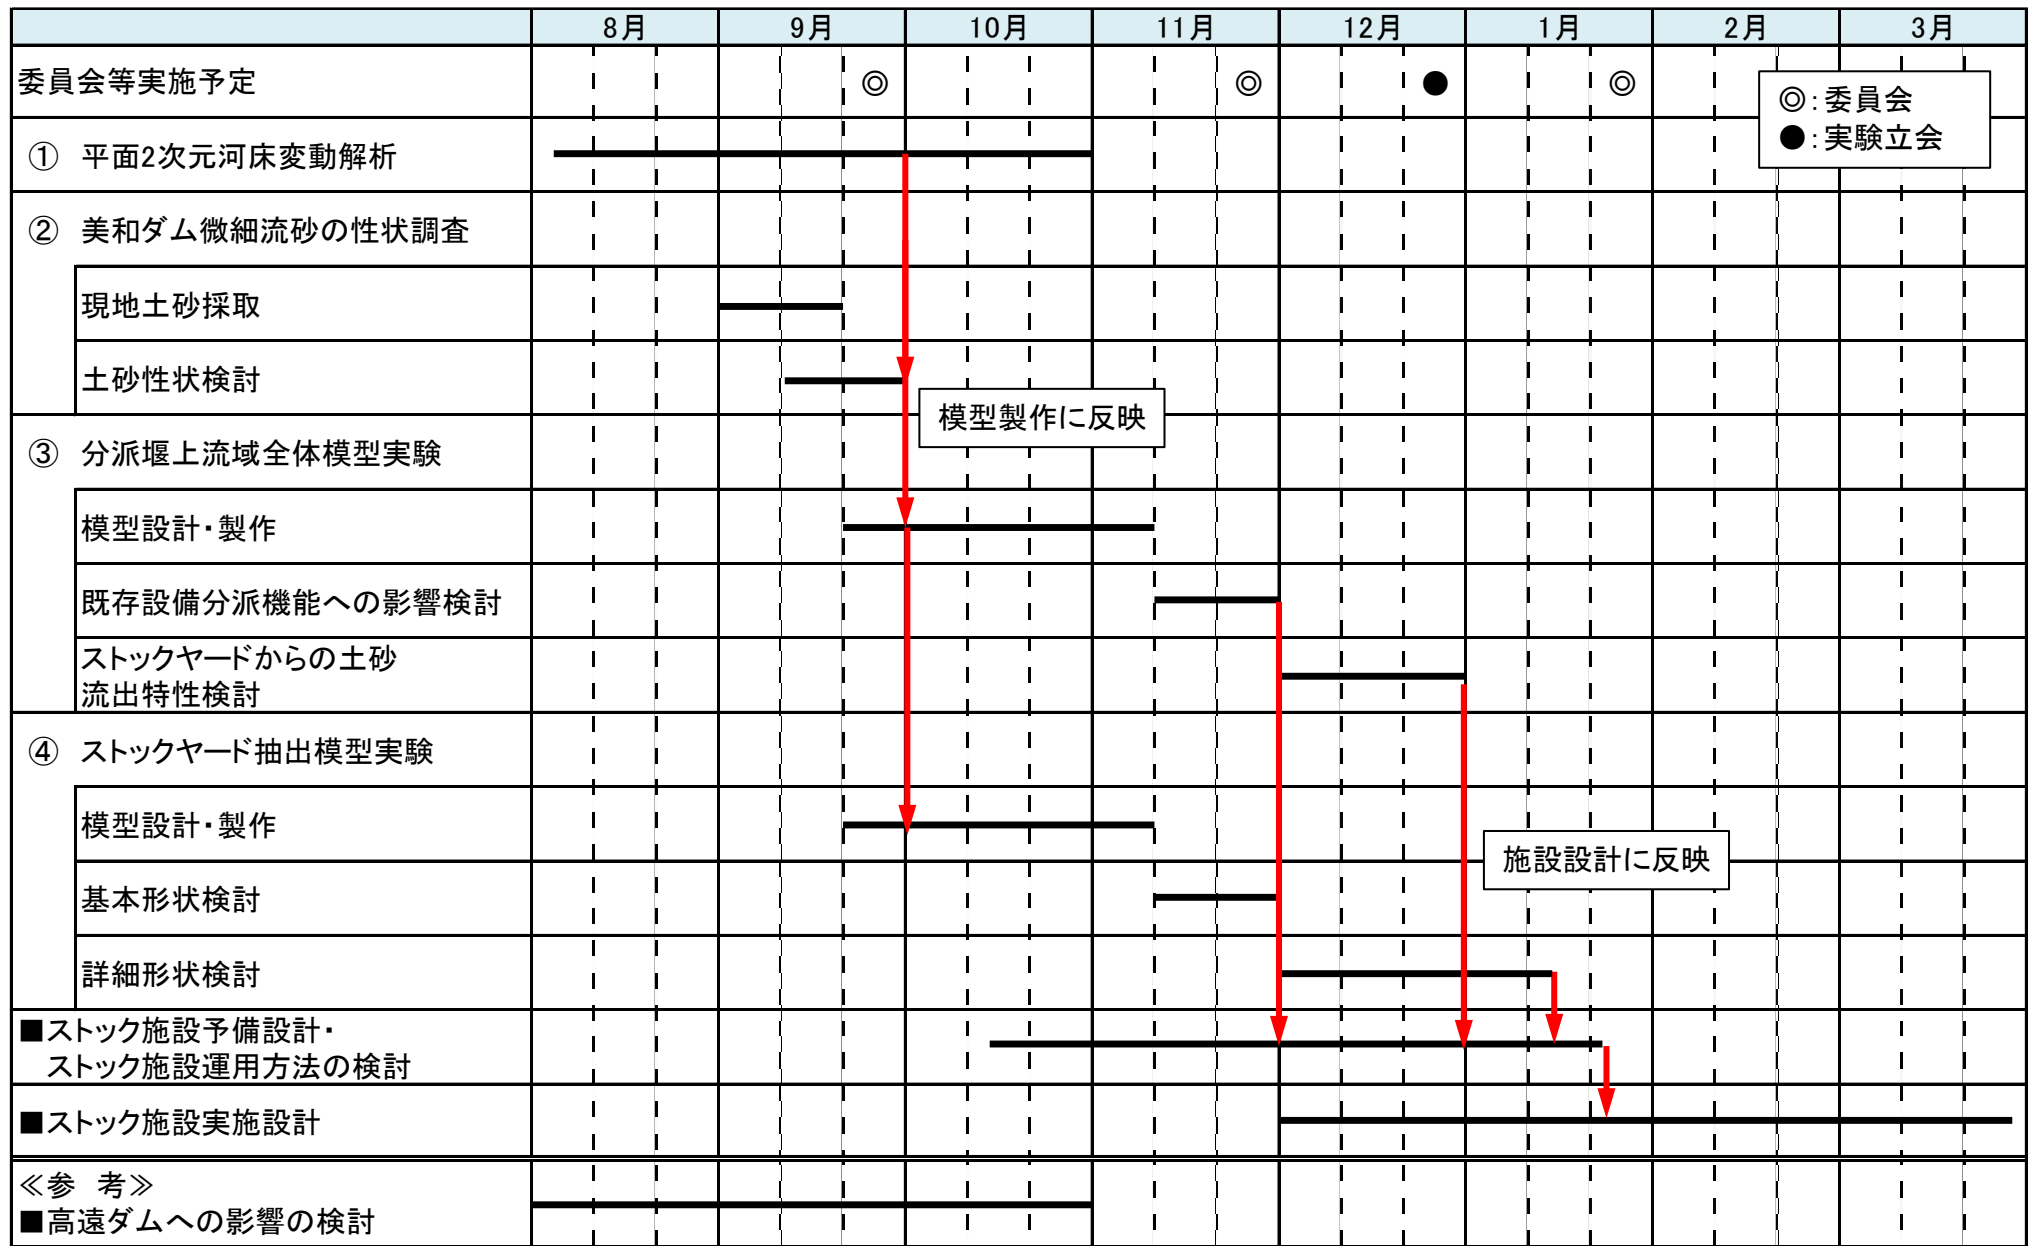 8月 9月 10月 11月 12月 1月 2月 3月
委員会等実施予定 ◎ ◎ ● ◎
◎：委員会
●：実験立会
① 平面2次元河床変動解析
② 美和ダム微細流砂の性状調査
現地土砂採取
土砂性状検討
模型製作に反映
③ 分派堰上流域全体模型実験
模型設計・製作
既存設備分派機能への影響検討
ストックヤードからの土砂
流出特性検討
④ ストックヤード抽出模型実験
模型設計・製作
施設設計に反映
基本形状検討
詳細形状検討
■ストック施設予備設計・
ストック施設運用方法の検討
■ストック施設実施設計
≪参 考≫
■高遠ダムへの影響の検討